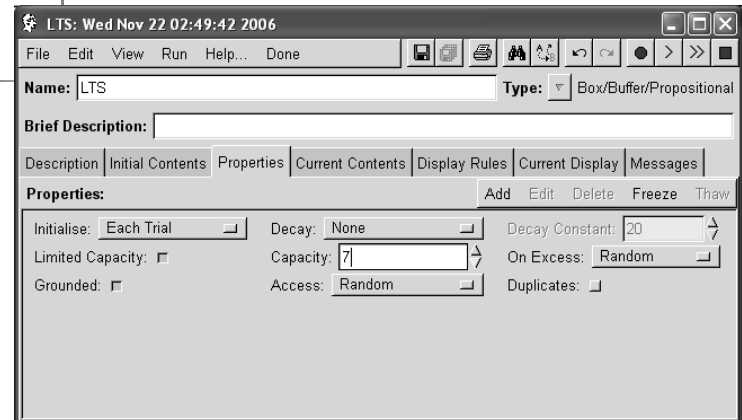 LTS: Wed Nov 22 02:49:42 2006
File Edit View Run Help... Done
Name: LTS Type: Box/Buffer/Propositional
Brief Description:
Description Initial Contents Properties Current Contents Display Rules Current Display Messages
Properties: Add Edit Delete Freeze Thaw
Initialise: Each Trial Decay: None Decay Constant: 20
Limited Capacity: Capacity: 7 On Excess: Random
Grounded: Access: Random Duplicates: